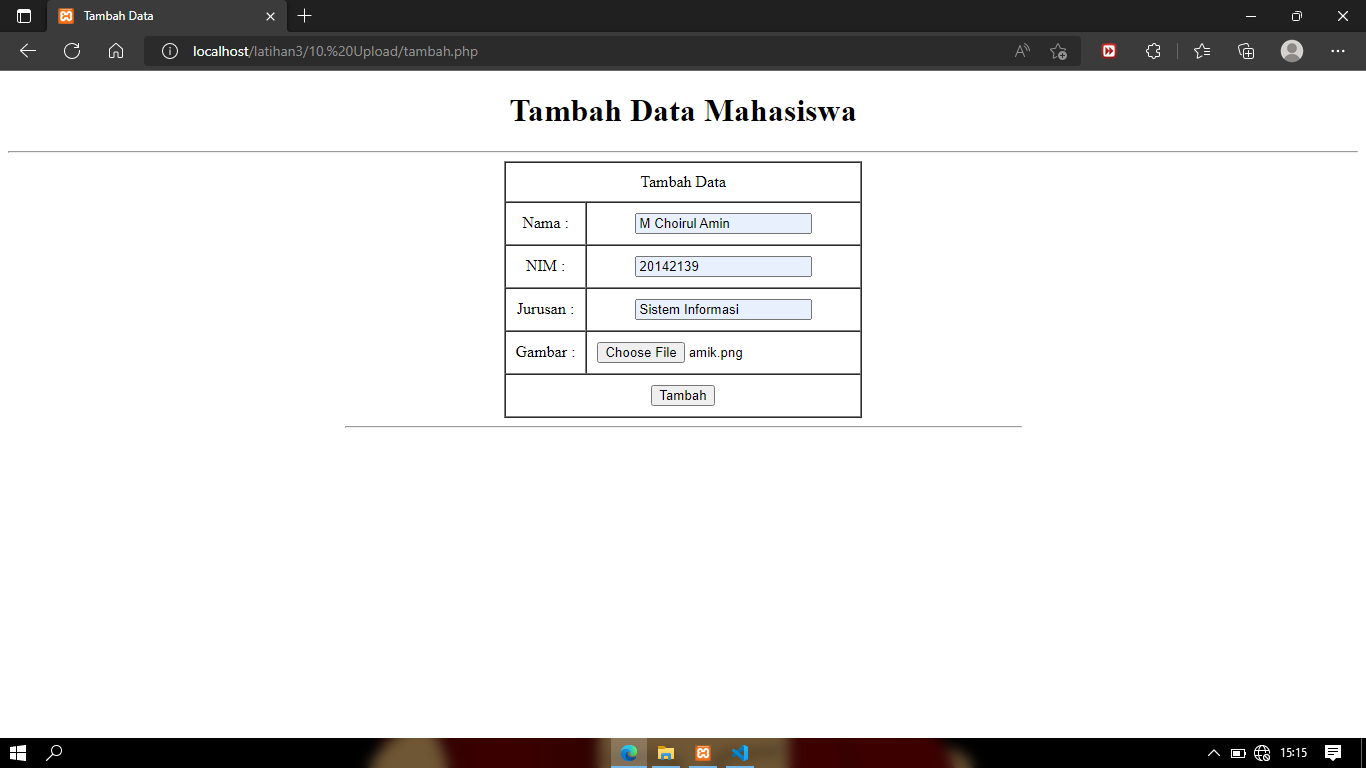 Tambah Data
localhost/latihan3/10.%20Upload/tambah.php
Tambah Data Mahasiswa
Tambah Data
Nama : M Choirul Amin
NIM : 20142139
Jurusan : Sistem Informasi
Gambar : Choose File amik.png
Tambah
15:15